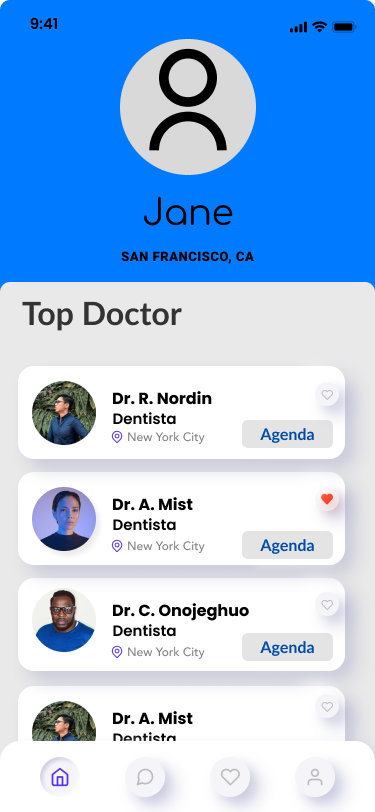 9:41
Jane
SAN FRANCISCO, CA
Top Doctor
Dr. R. Nordin
Dentista
New York City
Agenda
Dr. A. Mist
Dentista
New York City
Agenda
Dr. C. Onojeghuo
Dentista
New York City
Agenda
Dr. A. Mist
Dentista